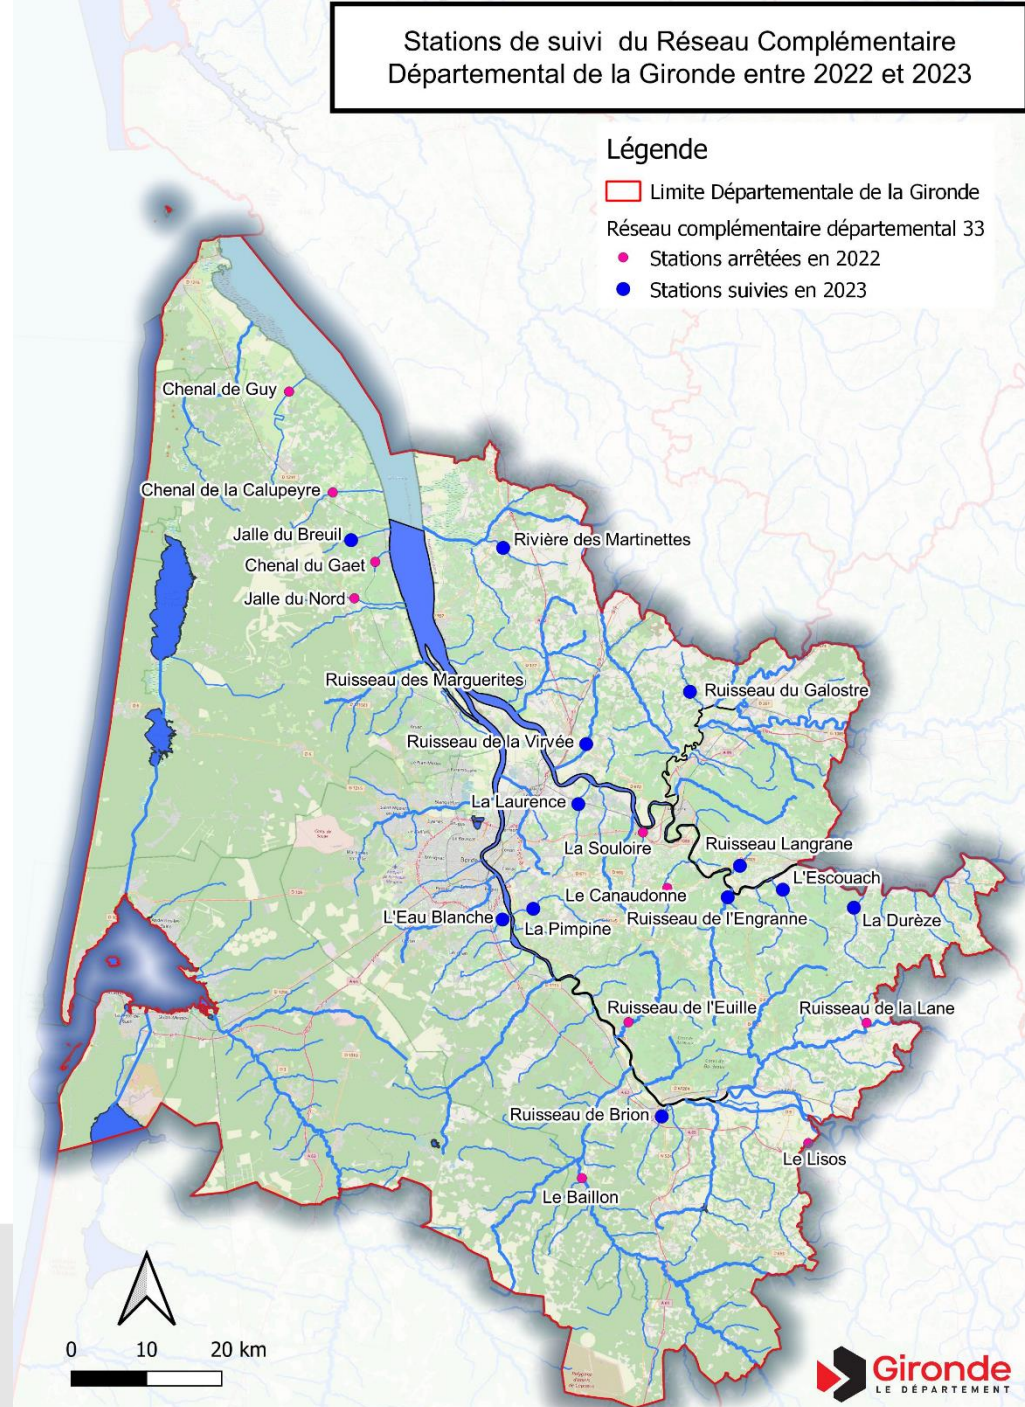 Stations de suivi du Réseau Complémentaire
Départemental de la Gironde entre 2022 et 2023
Légende
Limite Départementale de la Gironde
Réseau complémentaire départemental 33
Stations arrêtées en 2022
Stations suivies en 2023
Chenal de Guy
Chenal de la Calupeyre
Jalle du Breuil
Rivière des Martinettes
Chenal du Gaet
Jalle du Nord
Ruisseau des Marguerites
Ruisseau du Galostre
Ruisseau de la Virvée
La Laurence
La Souloire
Ruisseau Langrane
L'Escouach
Le Canaudonne
Ruisseau de l'Engranne
La Durèze
L'Eau Blanche
La Pimpine
Ruisseau de l'Euille
Ruisseau de la Lane
Ruisseau de Brion
Le Lisos
Le Baillon
0 10 20 km
Gironde
LE DÉPARTEMENT